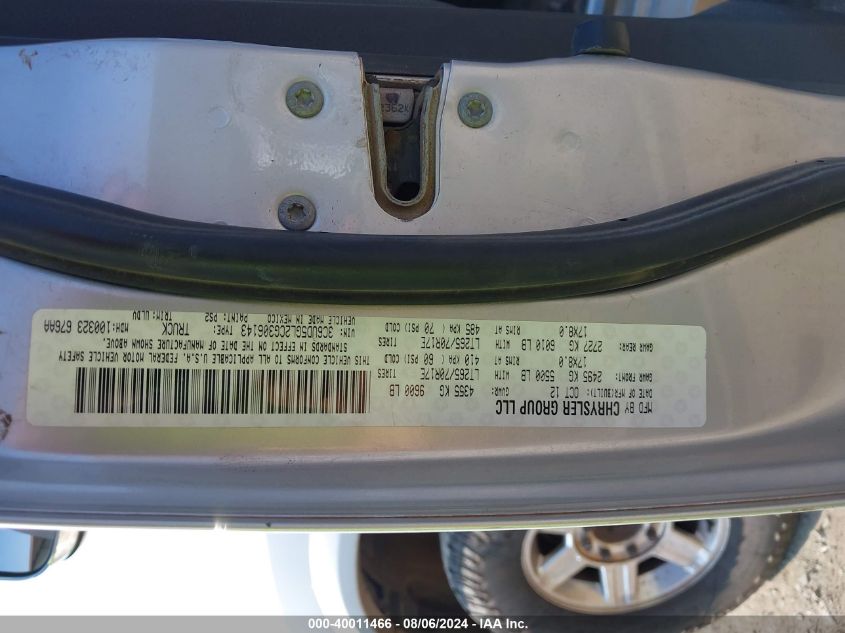 MFD BY CHRYSLER GROUP LLC
DATE OF MFR(BUILT): OCT 12 GVWR: 4355 KG 9600 LB
GAWR FRONT: 2495 KG 5500 LB WITH LT265/70R17E TIRES
17X8.0 RIMS AT 410 KPA( 60 PSI) COLD
GAWR REAR: 2727 KG 6010 LB WITH LT265/70R17E TIRES
17X8.0 RIMS AT 485 KPA( 70 PSI) COLD
THIS VEHICLE CONFORMS TO ALL APPLICABLE U.S.A. FEDERAL MOTOR VEHICLE SAFETY
STANDARDS IN EFFECT ON THE DATE OF MANUFACTURE SHOWN ABOVE.
VIN: 3C6UD5GL2CG306143 TYPE: TRUCK MDH:100323 676AA
VEHICLE MADE IN MEXICO PAINT: PS2 TRIM: ULDV
000-40011466 - 08/06/2024 - IAA Inc.